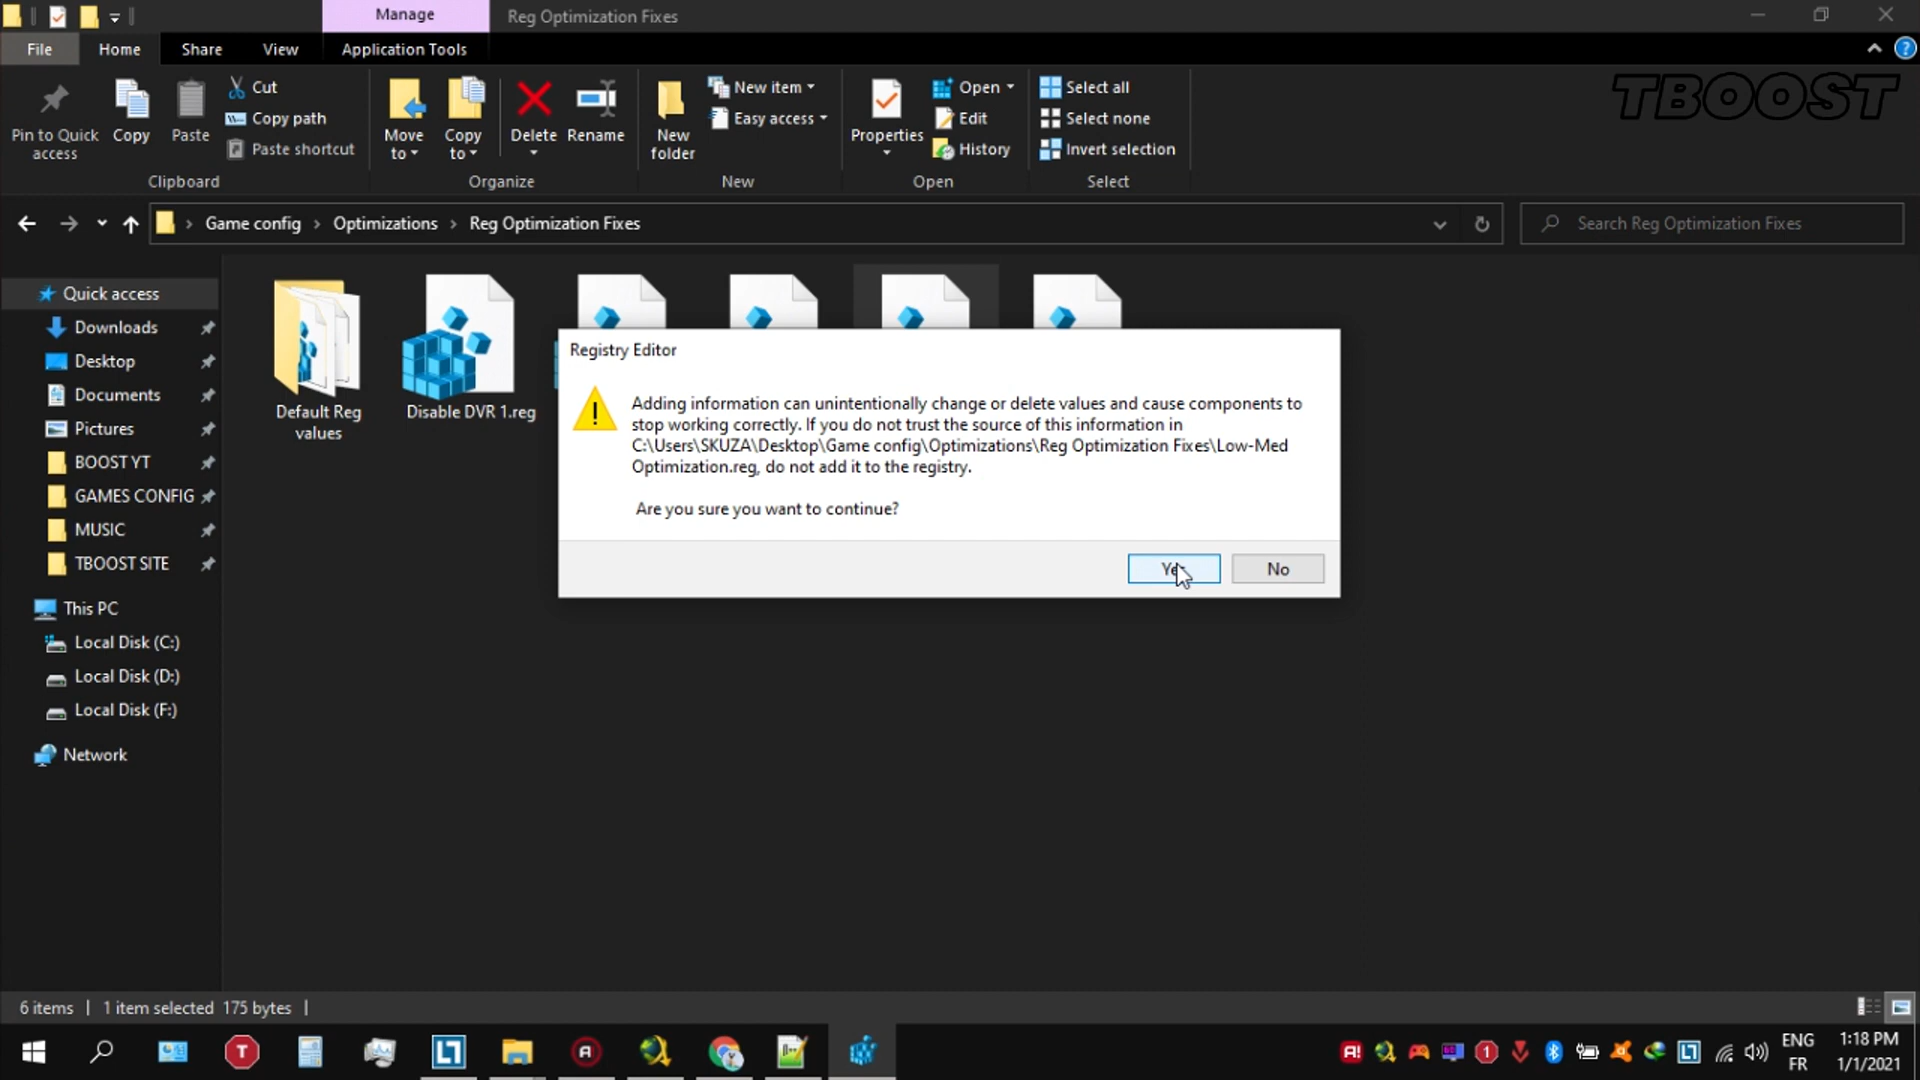 Manage
Reg Optimization Fixes
File
Home
Share
View
Application Tools
Pin to Quick
access
Copy
Paste
Cut
Copy path
Paste shortcut
Clipboard
Move
to
Copy
to
Delete
Rename
Organize
New
folder
New item
Easy access
New
Properties
Open
Edit
History
Open
Select all
Select none
Invert selection
Select
TBOOST
Game config > Optimizations > Reg Optimization Fixes
Search Reg Optimization Fixes
Quick access
Downloads
Desktop
Documents
Pictures
BOOST YT
GAMES CONFIG
MUSIC
TBOOST SITE
This PC
Local Disk (C:)
Local Disk (D:)
Local Disk (F:)
Network
Default Reg
values
Disable DVR 1.reg
Registry Editor
Adding information can unintentionally change or delete values and cause components to
stop working correctly. If you do not trust the source of this information in
C:\Users\SKUZA\Desktop\Game config\Optimizations\Reg Optimization Fixes\Low-Med
Optimization.reg, do not add it to the registry.
Are you sure you want to continue?
Yes
No
6 items
1 item selected 175 bytes
ENG
FR
1:18 PM
1/1/2021